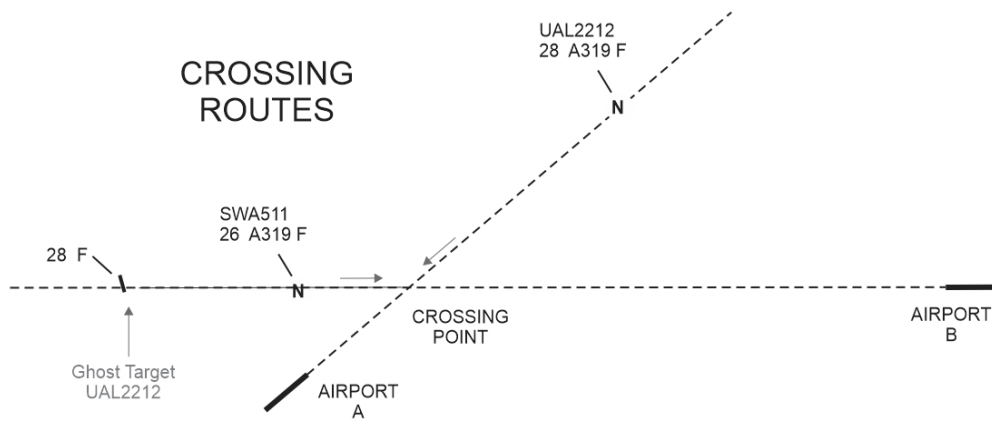 CROSSING
ROUTES
UAL2212
28 A319 F
N
SWA511
26 A319 F
N
28 F
Ghost Target
UAL2212
CROSSING
POINT
AIRPORT
A
AIRPORT
B